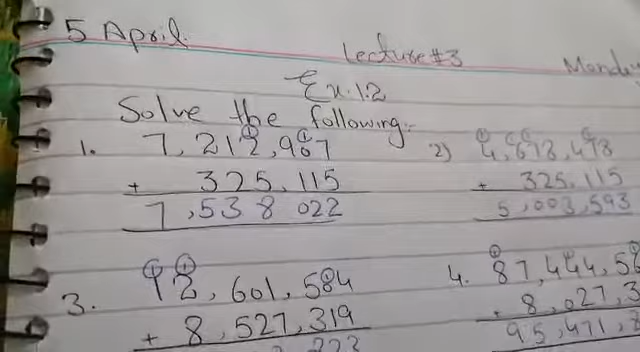 5 April.
Lecture #3
Monday
Ex.1.2
Solve the following:
1. 7,212,907
+ 325,115
7,538 022
2) 4,678,478
+ 325,115
5,003,593
3. 92,601,584
+ 8,527,319
4. 87,444,5
+ 8,027,3
95,471,8